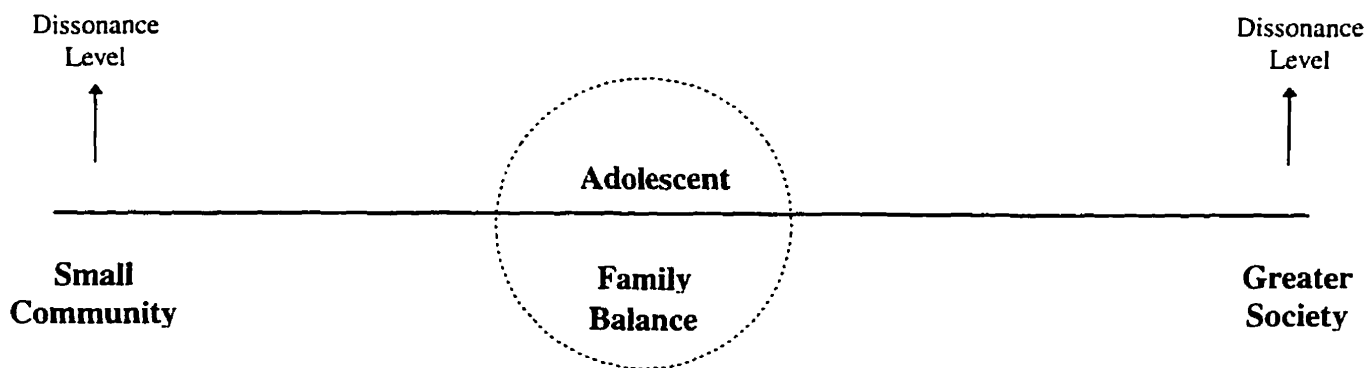 Dissonance
Level
Dissonance
Level
Adolescent
Small
Community
Family
Balance
Greater
Society